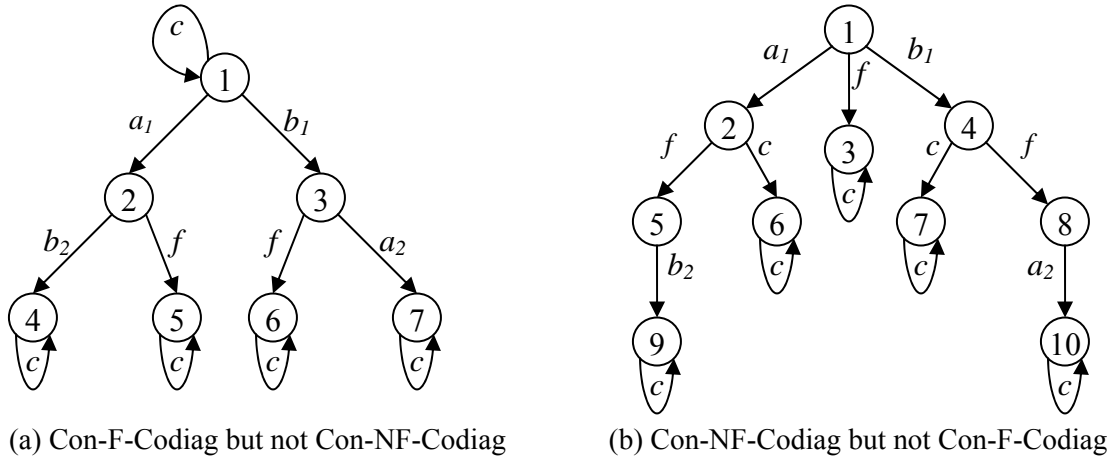 c
1
a₁
b₁
2
3
b₂
f
f
a₂
4
5
6
7
c
c
c
c
(a) Con-F-Codiag but not Con-NF-Codiag
1
a₁
f
b₁
2
3
4
f
c
c
c
f
5
6
7
8
b₂
c
c
a₂
9
10
c
c
(b) Con-NF-Codiag but not Con-F-Codiag